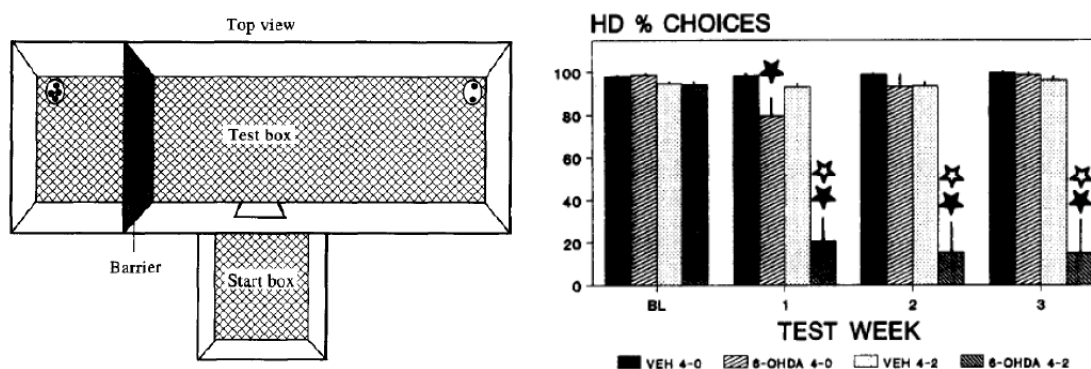 Top view
Test box
Barrier
Start box
HD % CHOICES
100
80
60
40
20
0
BL 1 2 3
TEST WEEK
VEH 4-0 6-OHDA 4-0 VEH 4-2 6-OHDA 4-2